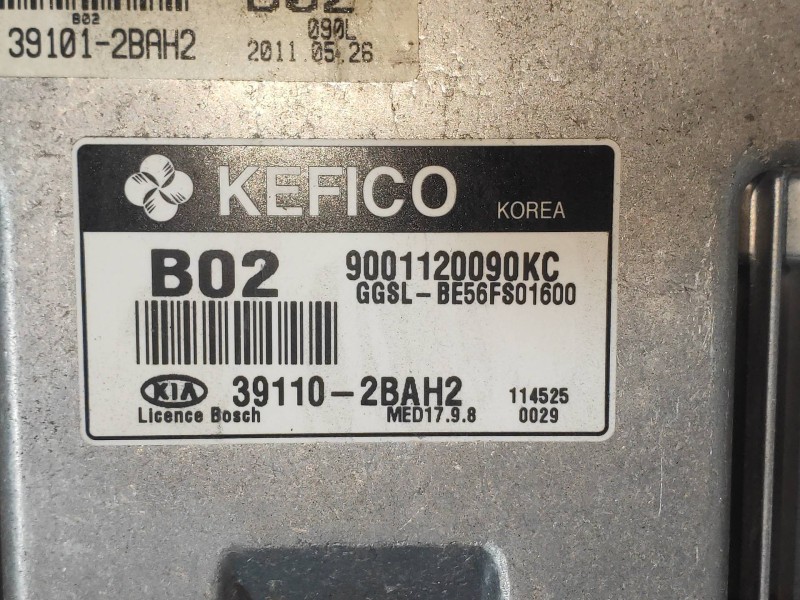 B02
B02
090L
39101-2BAH2
2011.05.26
KEFICO KOREA
B02
9001120090KC
GGSL-BE56FS01600
KIA 39110-2BAH2 114525
Licence Bosch MED17.9.8 0029